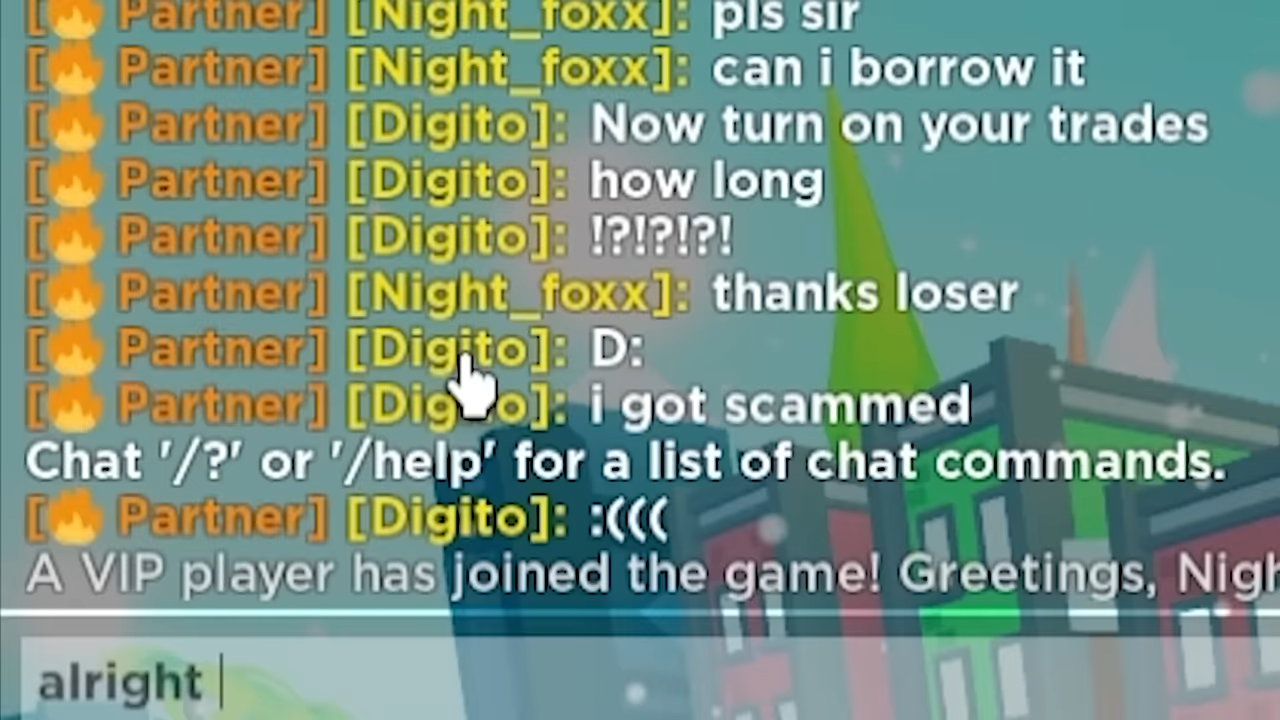 [🔥 Partner] [Night_foxx]: pls sir
[🔥 Partner] [Night_foxx]: can i borrow it
[🔥 Partner] [Digito]: Now turn on your trades
[🔥 Partner] [Digito]: how long
[🔥 Partner] [Digito]: !?!?!?!
[🔥 Partner] [Night_foxx]: thanks loser
[🔥 Partner] [Digito]: D:
[🔥 Partner] [Digito]: i got scammed
Chat '/?' or '/help' for a list of chat commands.
[🔥 Partner] [Digito]: :(((
A VIP player has joined the game! Greetings, Nigh
alright